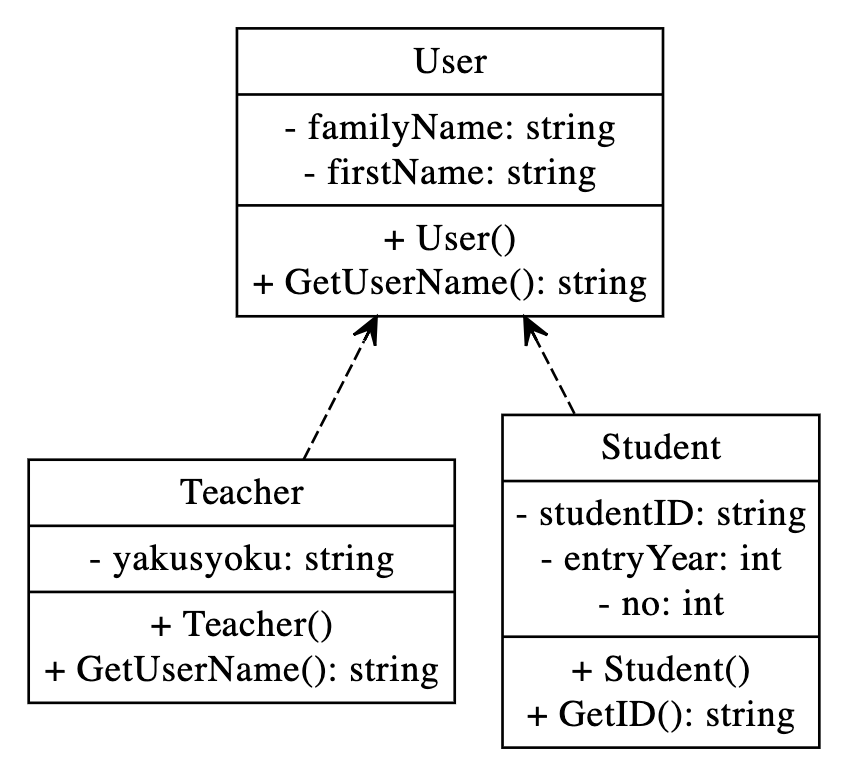 User
- familyName: string
- firstName: string
+ User()
+ GetUserName(): string
Teacher
- yakusyoku: string
+ Teacher()
+ GetUserName(): string
Student
- studentID: string
- entryYear: int
- no: int
+ Student()
+ GetID(): string